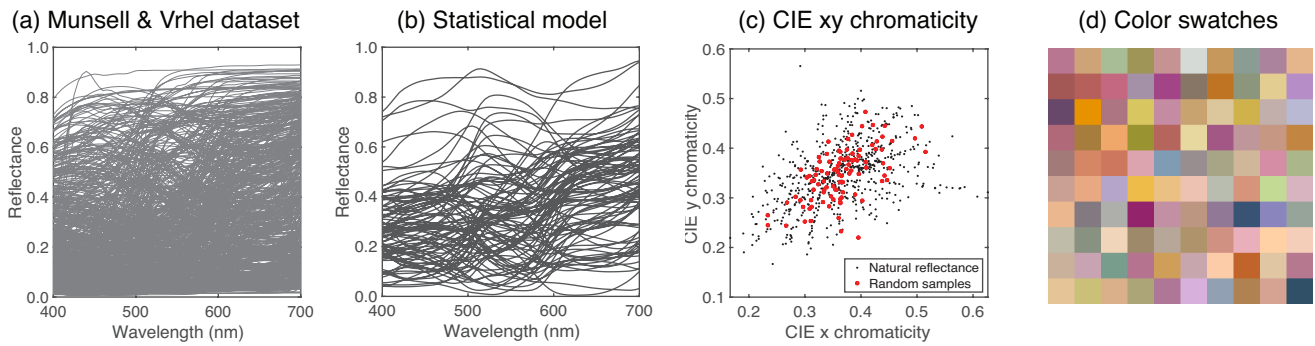 (a) Munsell & Vrhel dataset
(b) Statistical model
(c) CIE xy chromaticity
(d) Color swatches
Reflectance
1.0
0.8
0.6
0.4
0.2
0.0
400
500
600
700
Wavelength (nm)
Reflectance
1.0
0.8
0.6
0.4
0.2
0.0
400
500
600
700
Wavelength (nm)
CIE y chromaticity
0.6
0.5
0.4
0.3
0.2
0.1
0.2
0.3
0.4
0.5
0.6
CIE x chromaticity
Natural reflectance
Random samples